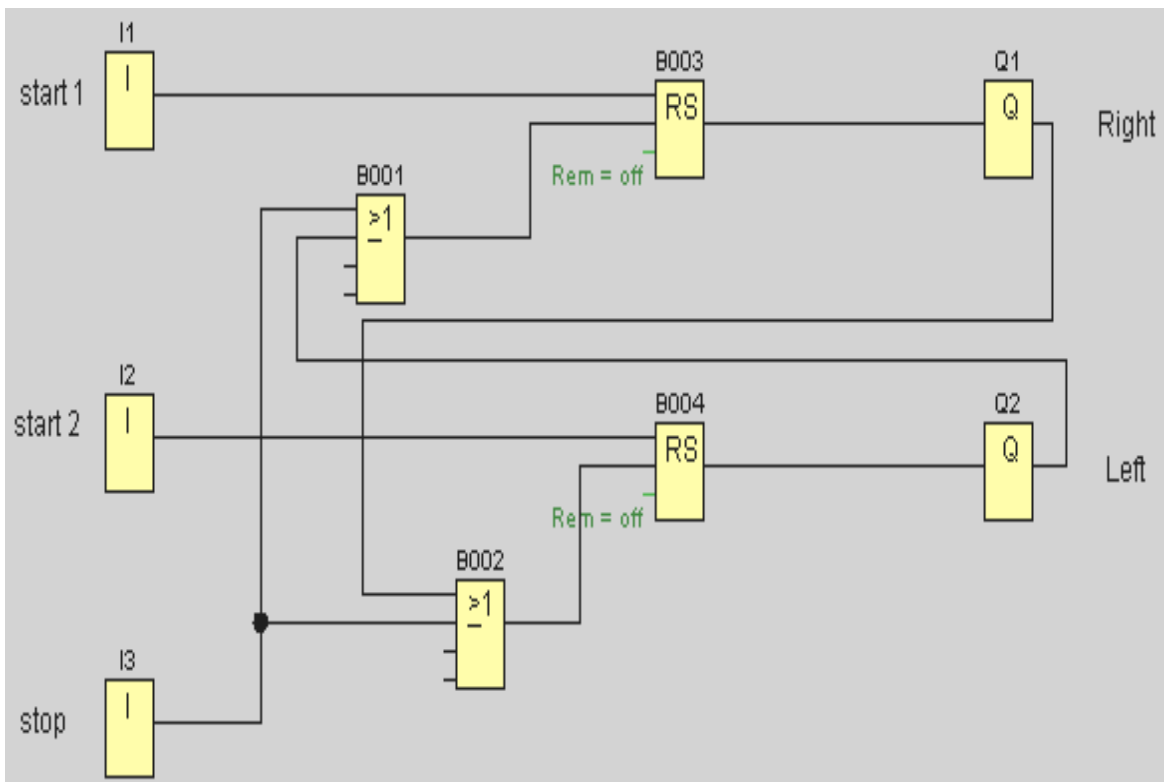 I1
I
start 1
B003
RS
Rem = off
Q1
Q
Right
B001
>1
I2
I
start 2
B004
RS
Rem = off
Q2
Q
Left
B002
>1
I3
I
stop